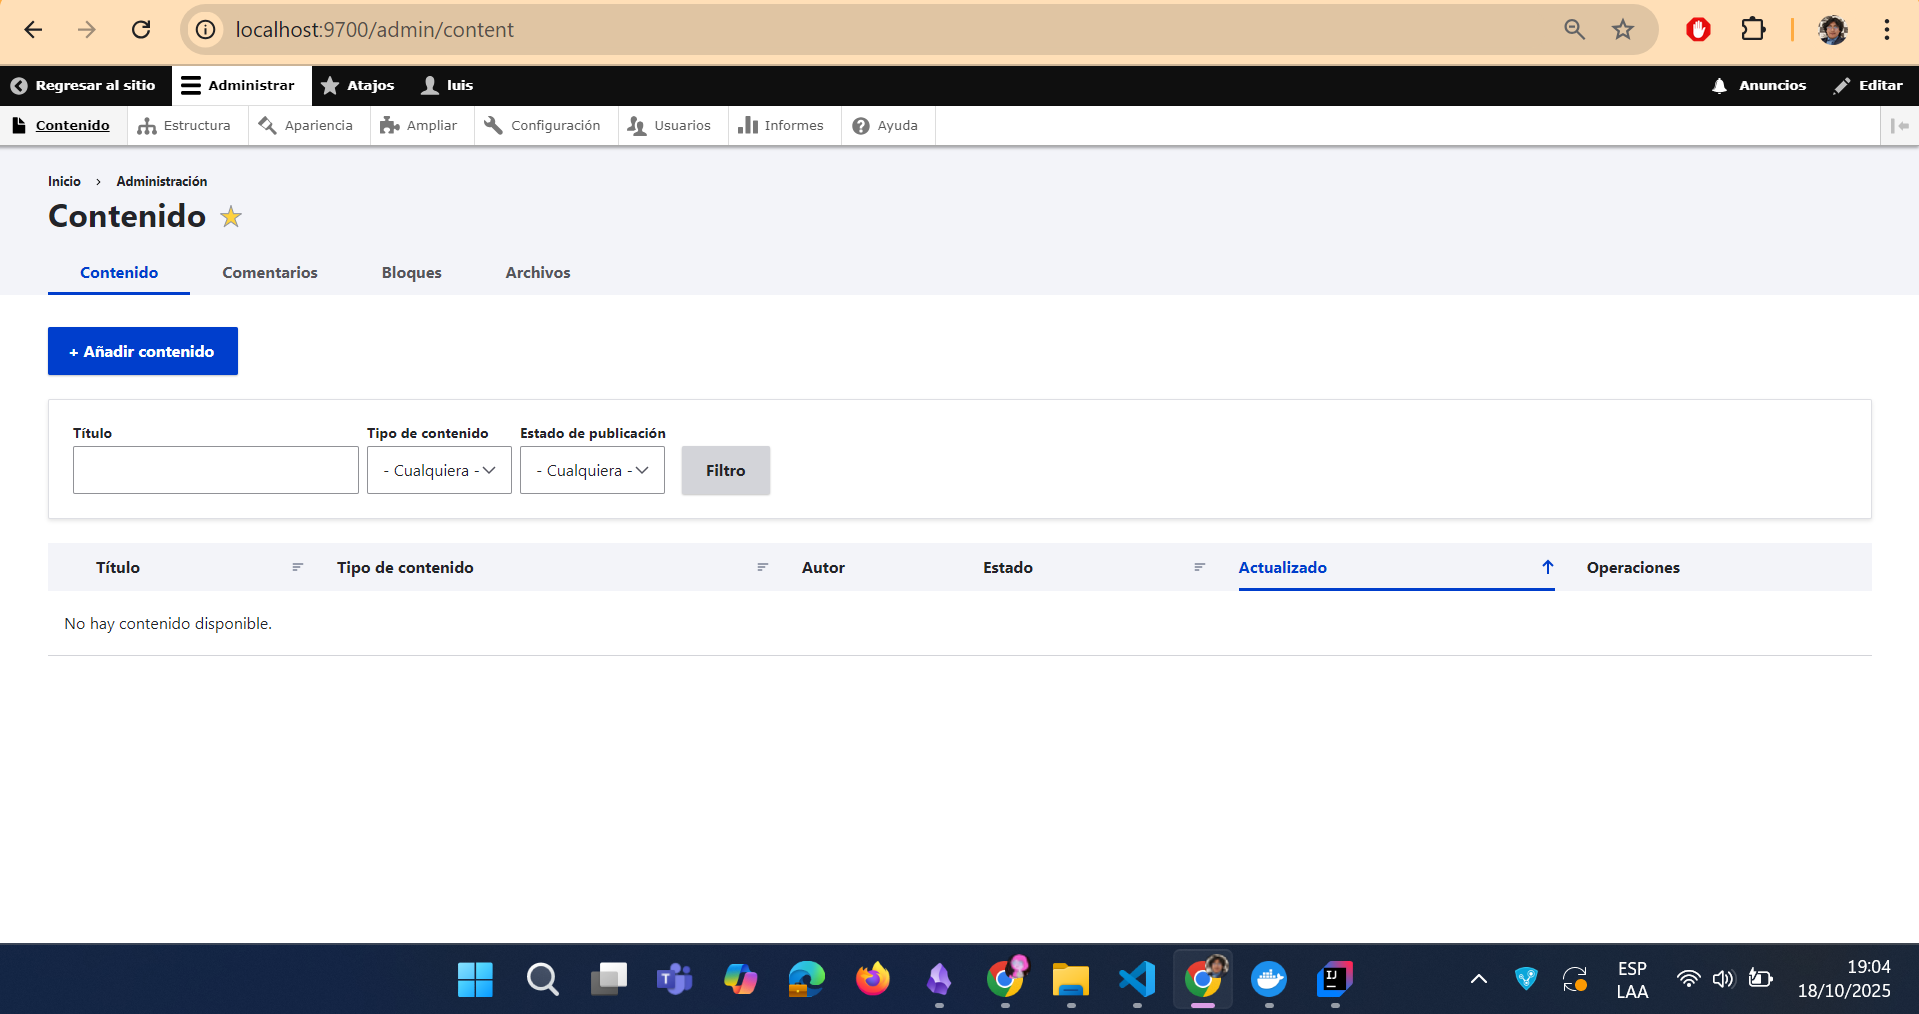 localhost:9700/admin/content
Regresar al sitio Administrar Atajos luis Anuncios Editar
Contenido Estructura Apariencia Ampliar Configuración Usuarios Informes Ayuda
Inicio › Administración
Contenido
Contenido Comentarios Bloques Archivos
+ Añadir contenido
Título Tipo de contenido Estado de publicación
- Cualquiera - - Cualquiera - Filtro
Título Tipo de contenido Autor Estado Actualizado Operaciones
No hay contenido disponible.
ESP 19:04
LAA 18/10/2025